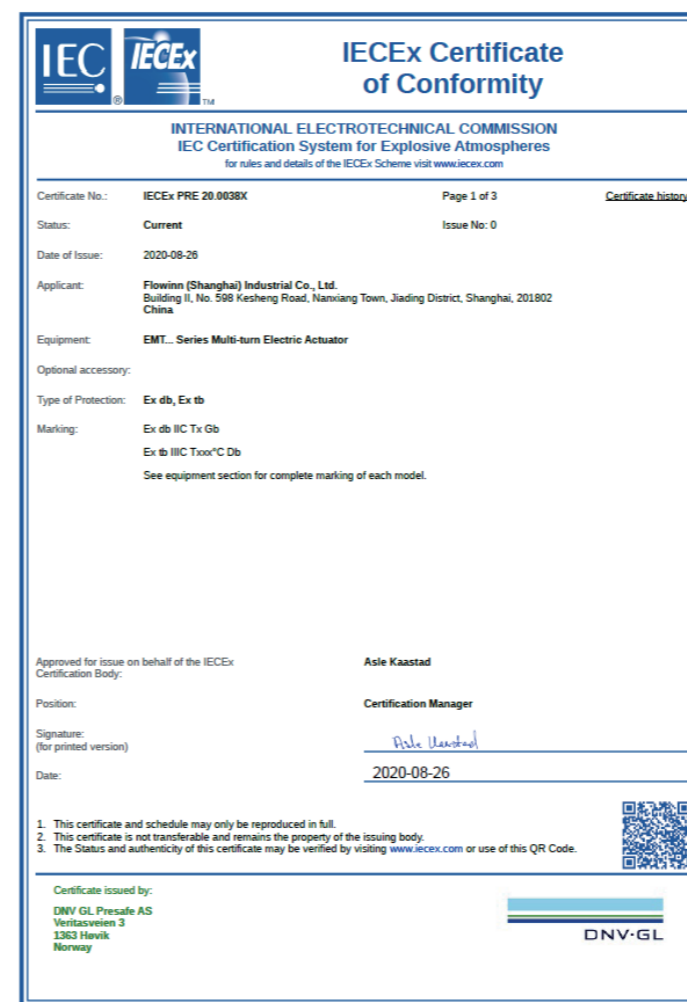 IEC
®
IECEx
TM
IECEx Certificate
of Conformity
INTERNATIONAL ELECTROTECHNICAL COMMISSION
IEC Certification System for Explosive Atmospheres
for rules and details of the IECEx Scheme visit www.iecex.com
Certificate No.: IECEx PRE 20.0038X Page 1 of 3 Certificate history
Status: Current Issue No: 0
Date of Issue: 2020-08-26
Applicant: Flowinn (Shanghai) Industrial Co., Ltd.
Building II, No. 598 Kesheng Road, Nanxiang Town, Jiading District, Shanghai, 201802
China
Equipment: EMT... Series Multi-turn Electric Actuator
Optional accessory:
Type of Protection: Ex db, Ex tb
Marking: Ex db IIC Tx Gb
Ex tb IIIC Txxx°C Db
See equipment section for complete marking of each model.
Approved for issue on behalf of the IECEx Asle Kaastad
Certification Body:
Position: Certification Manager
Signature: Asle Kaastad
(for printed version)
Date: 2020-08-26
1. This certificate and schedule may only be reproduced in full.
2. This certificate is not transferable and remains the property of the issuing body.
3. The Status and authenticity of this certificate may be verified by visiting www.iecex.com or use of this QR Code.
Certificate issued by:
DNV GL Presafe AS
Veritasveien 3
1363 Høvik
Norway
DNV·GL